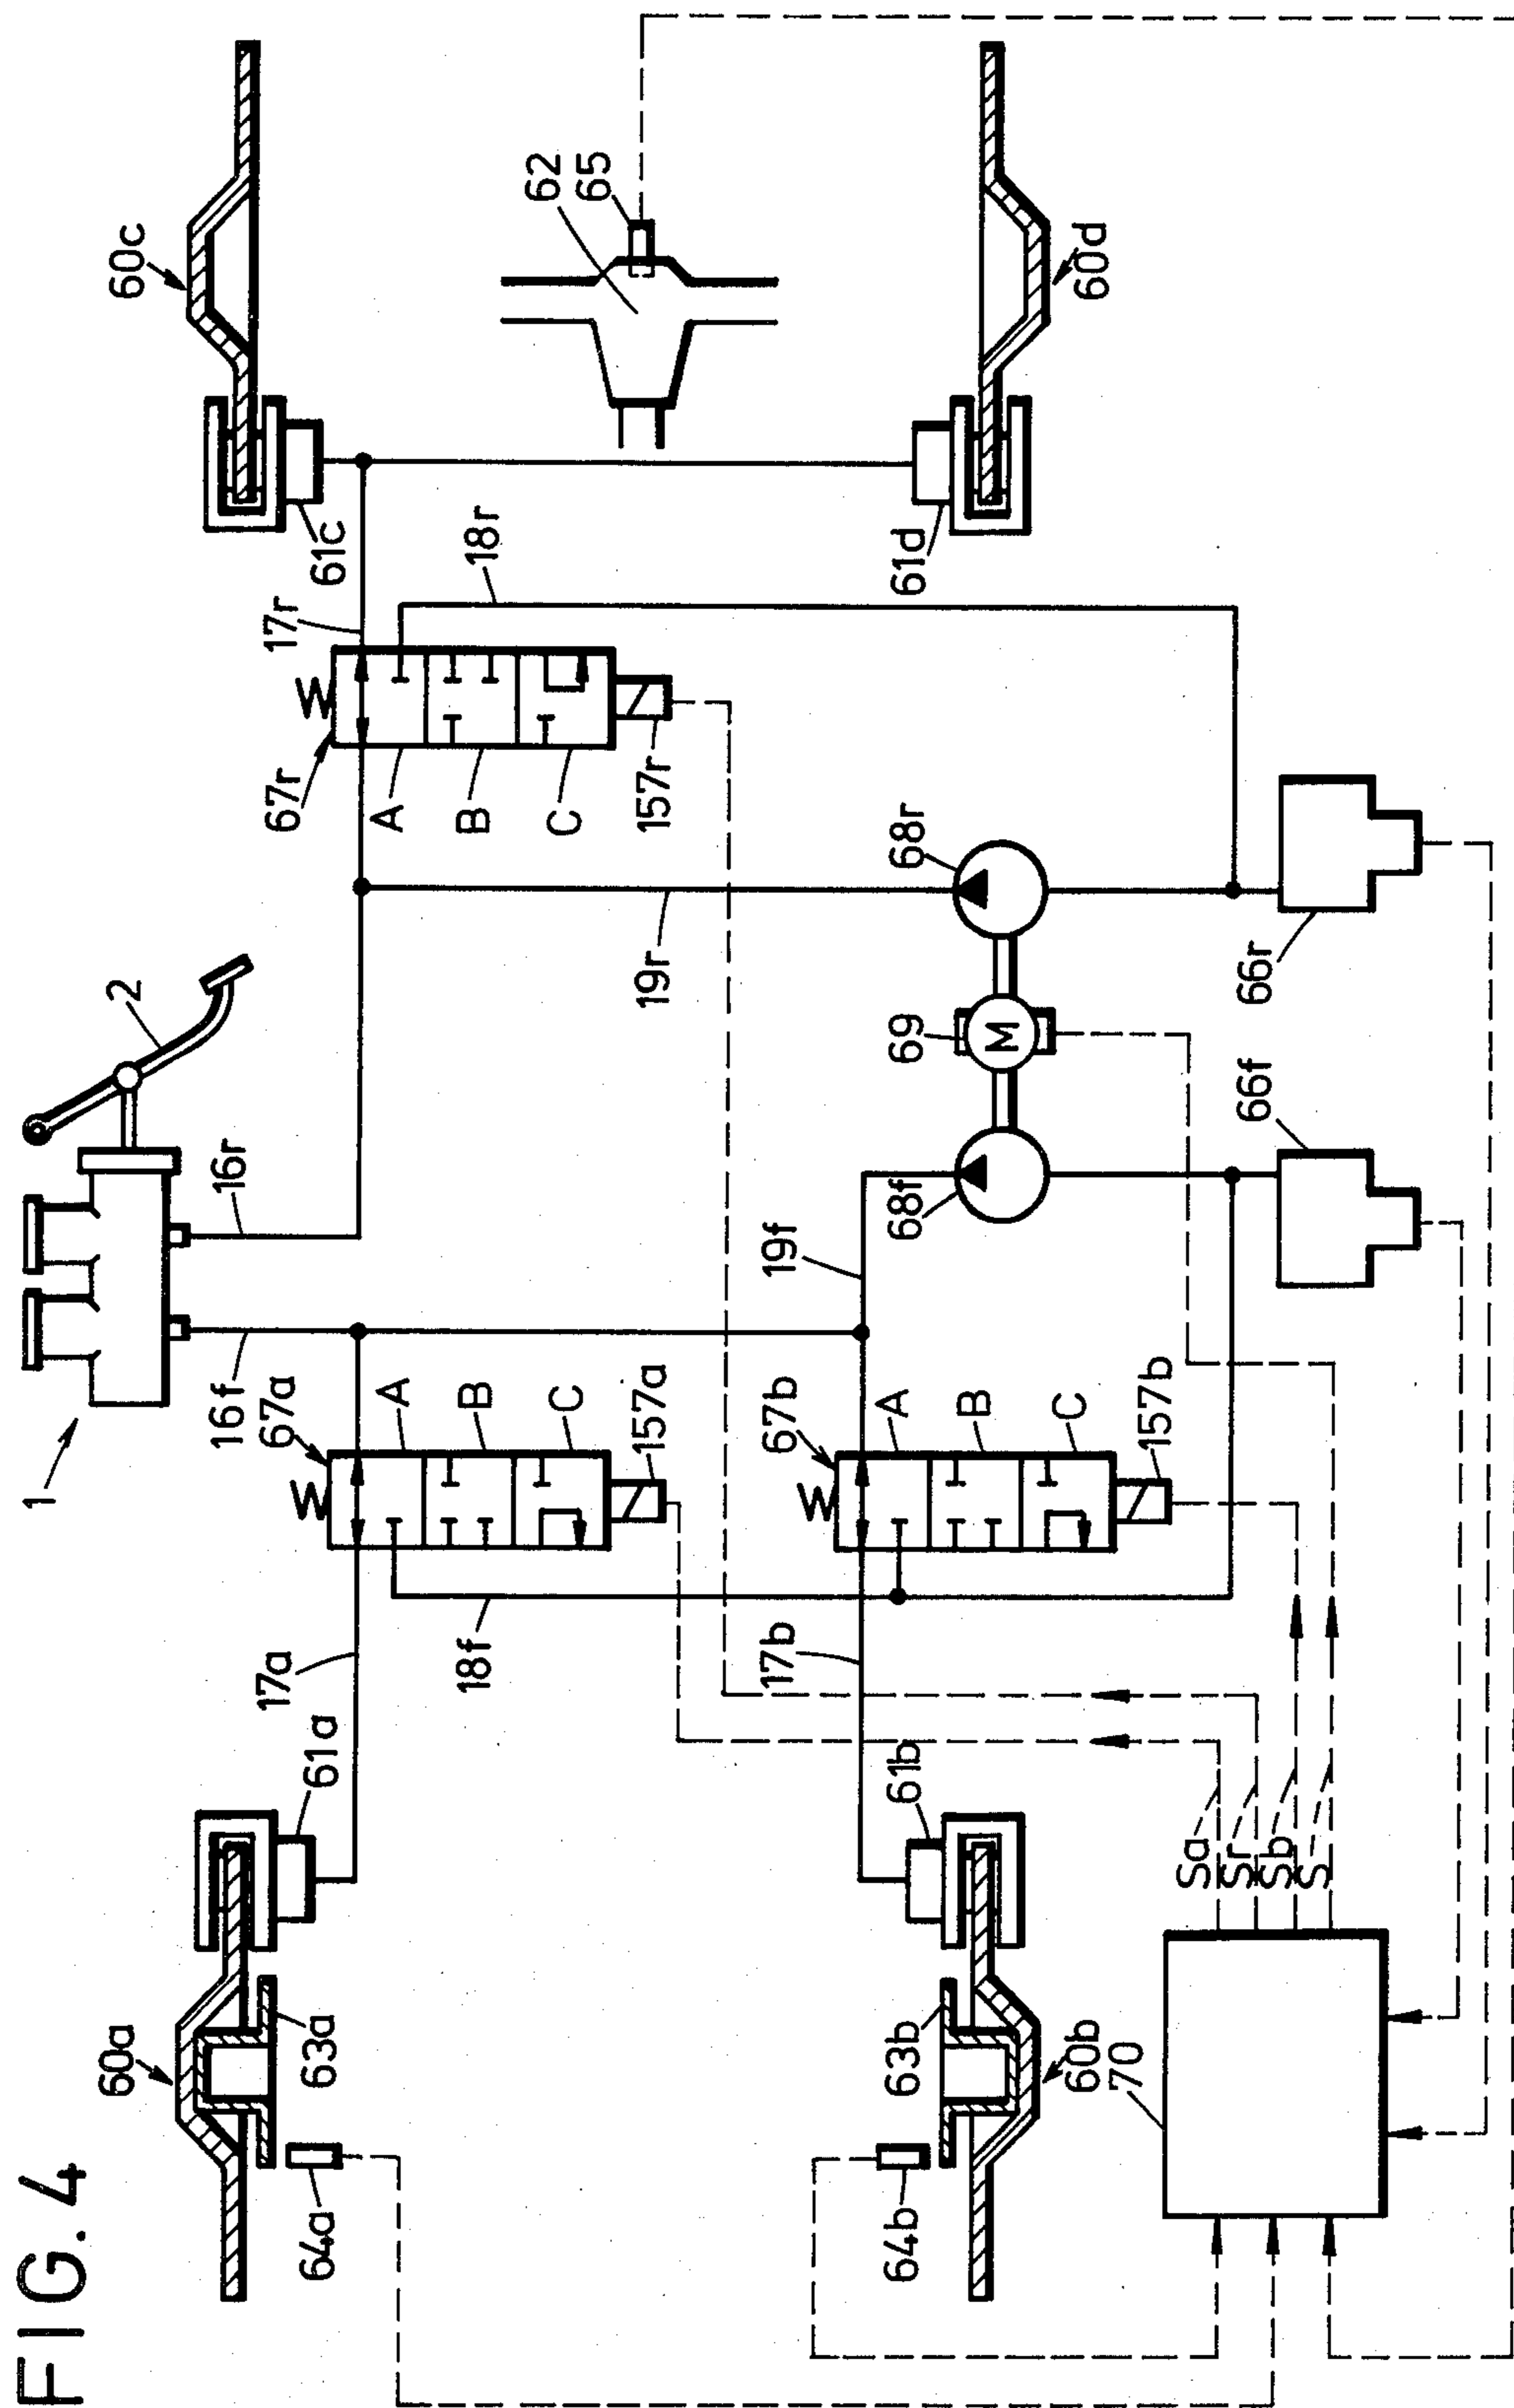 FIG. 4
1
2
16f
16r
60a
63a
64a
61a
17a
18f
67a
A
B
C
157a
67r
A
B
C
157r
17r
18r
19r
61c
60c
62
65
60d
61d
60b
63b
64b
61b
17b
67b
A
B
C
157b
19f
68f
69
M
68r
66f
66r
70
Sa
Sr
Sb
S